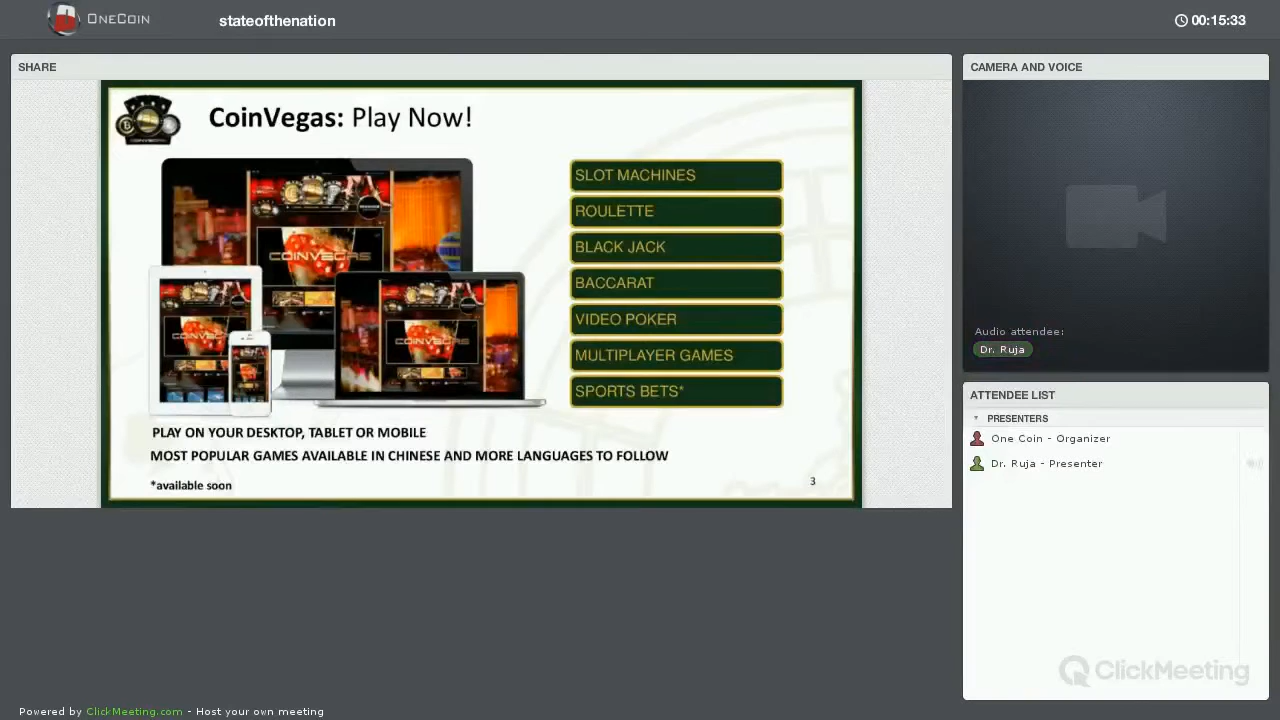 ONECOIN
stateofthenation
00:15:33
SHARE
CoinVegas: Play Now!
COINVEGAS
COINVEGAS
COINVEGAS
SLOT MACHINES
ROULETTE
BLACK JACK
BACCARAT
VIDEO POKER
MULTIPLAYER GAMES
SPORTS BETS*
PLAY ON YOUR DESKTOP, TABLET OR MOBILE
MOST POPULAR GAMES AVAILABLE IN CHINESE AND MORE LANGUAGES TO FOLLOW
*available soon
3
CAMERA AND VOICE
Audio attendee:
Dr. Ruja
ATTENDEE LIST
PRESENTERS
One Coin - Organizer
Dr. Ruja - Presenter
ClickMeeting
Powered by ClickMeeting.com - Host your own meeting